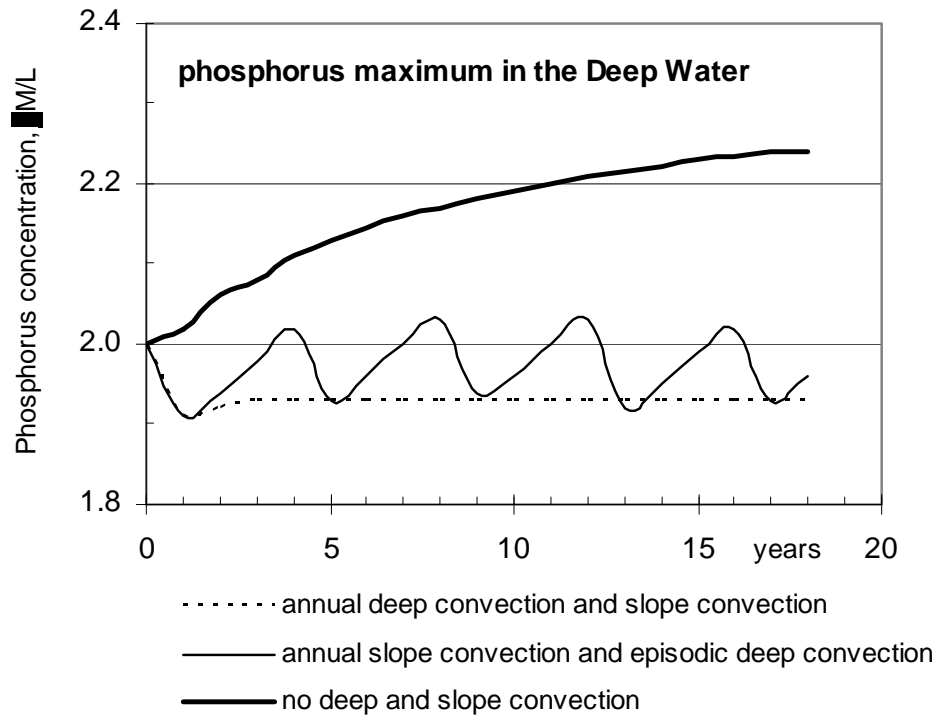 2.4
phosphorus maximum in the Deep Water
Phosphorus concentration, M/L
2.2
2.0
1.8
0 5 10 15 years 20
annual deep convection and slope convection
annual slope convection and episodic deep convection
no deep and slope convection